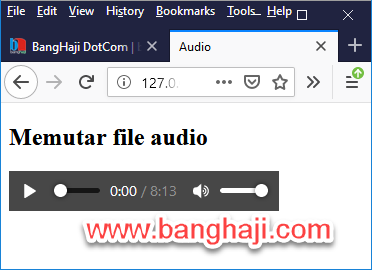 File Edit View History Bookmarks Tools Help
BangHaji DotCom | B
Audio
127.0.
Memutar file audio
0:00 / 8:13
www.banghaji.com